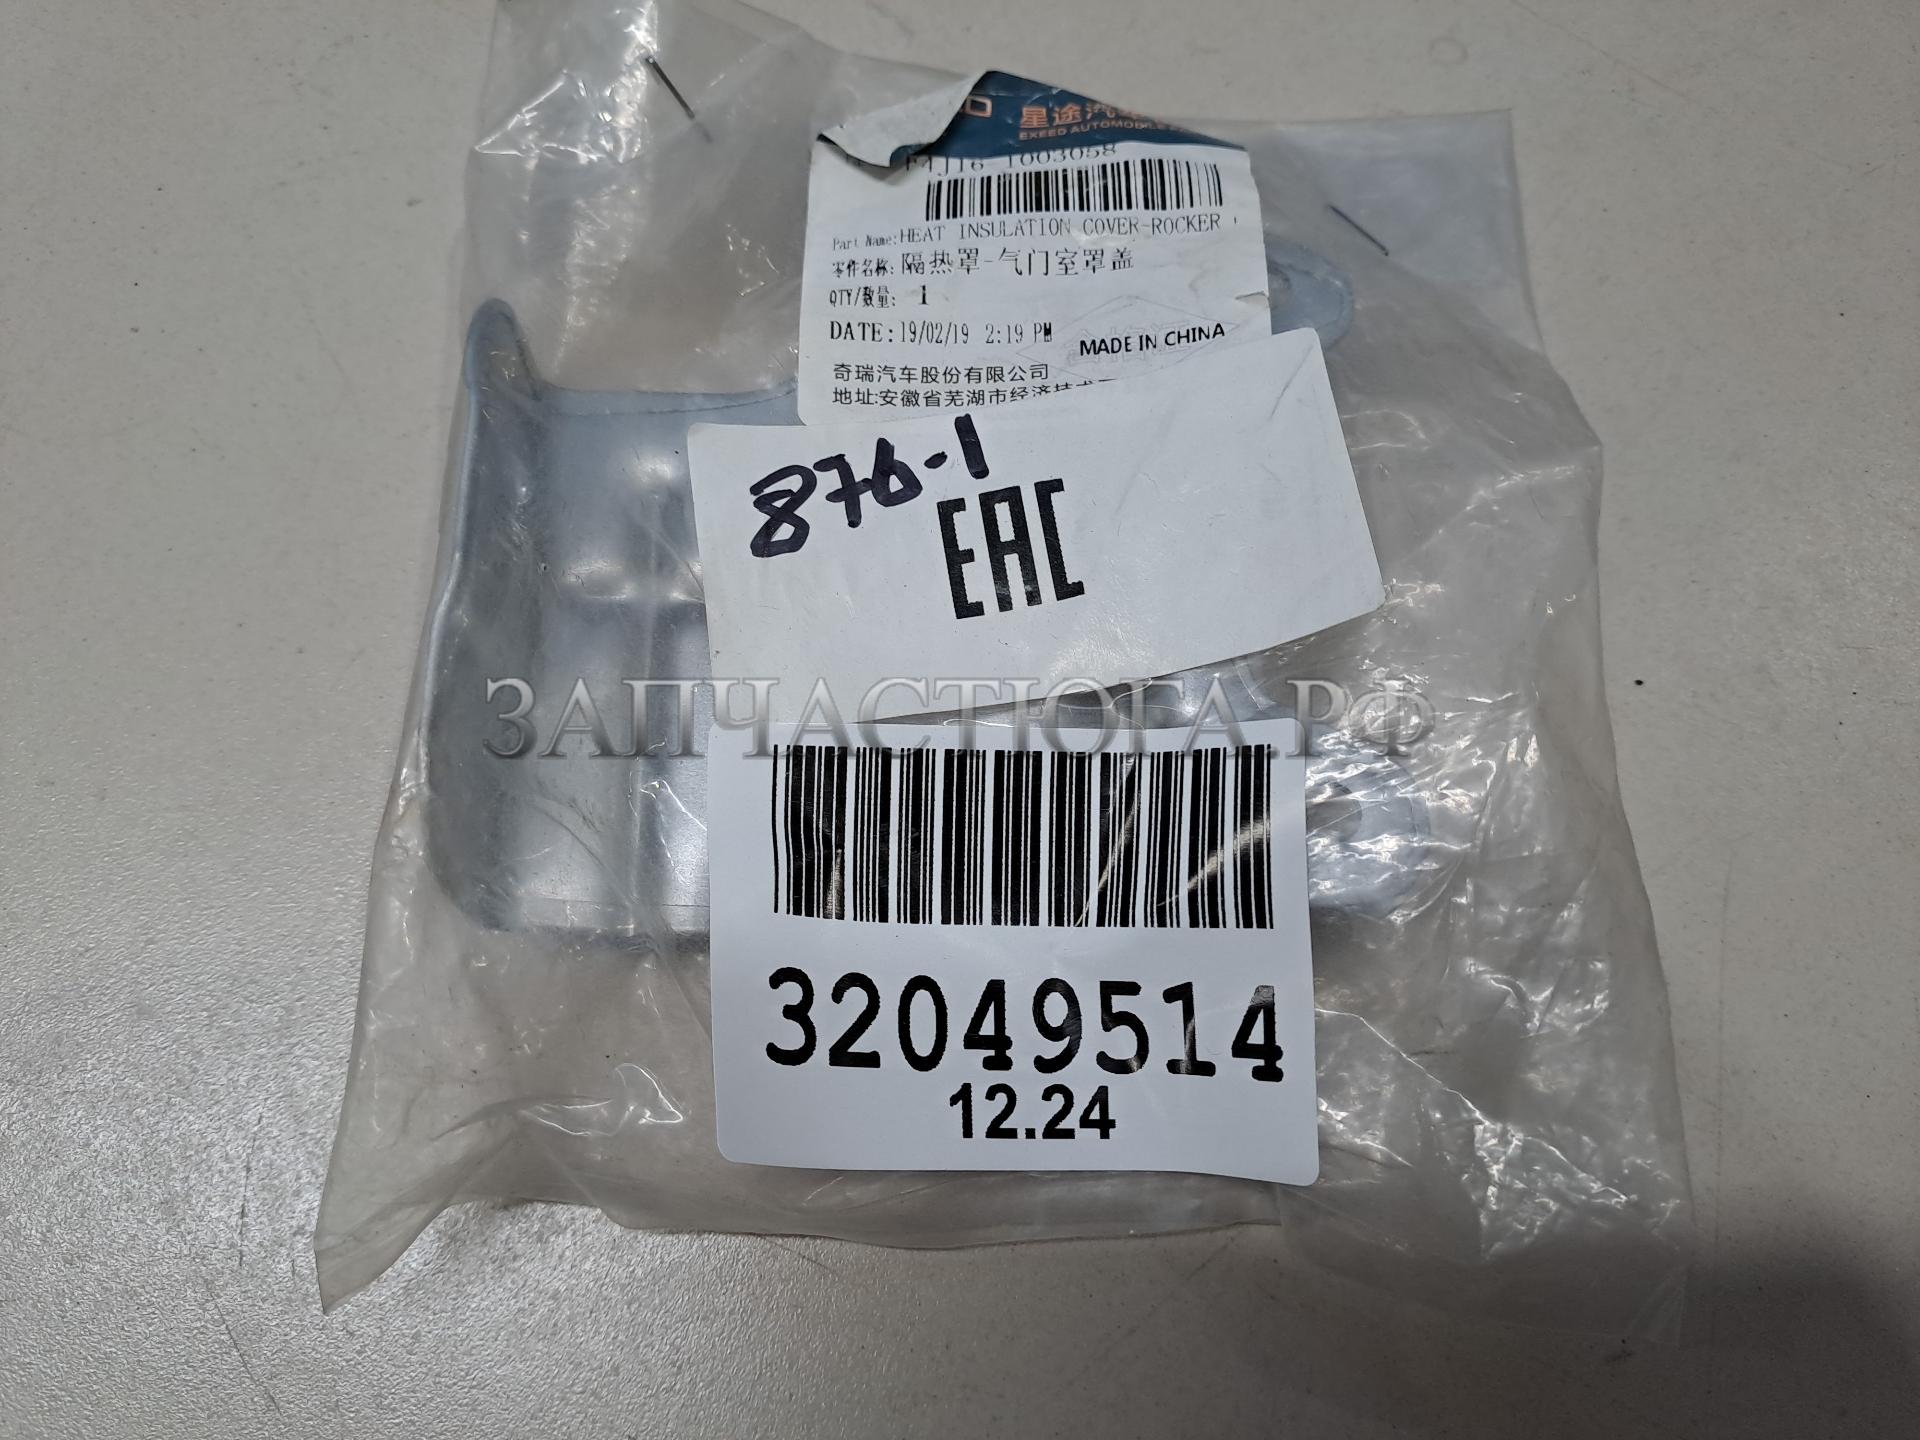 星途汽车
EXEED AUTOMOBILE
F4J16-1003058
Part Name:HEAT INSULATION COVER-ROCKER
零件名称:隔热罩-气门室罩盖
QTY/数量: 1
DATE:19/02/19 2:19 PM
MADE IN CHINA
奇瑞汽车股份有限公司
地址:安徽省芜湖市经济技术
876-1
EAC
ЗАПЧАСТЮГА.РФ
32049514
12.24